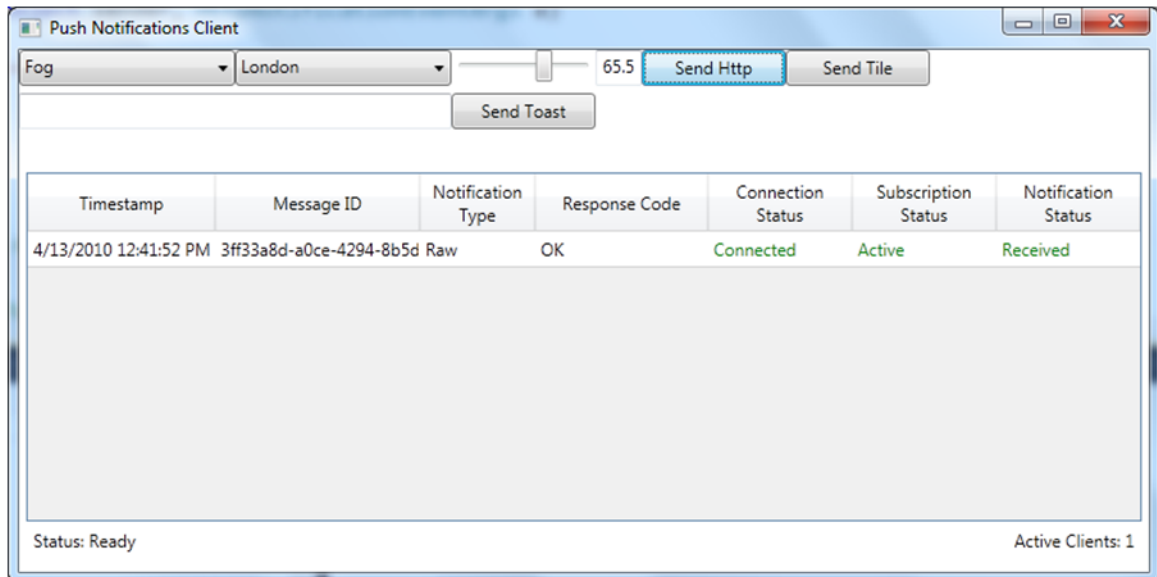 Push Notifications Client
Fog London 65.5 Send Http Send Tile
Send Toast
Timestamp Message ID Notification Type Response Code Connection Status Subscription Status Notification Status
4/13/2010 12:41:52 PM 3ff33a8d-a0ce-4294-8b5d Raw OK Connected Active Received
Status: Ready Active Clients: 1